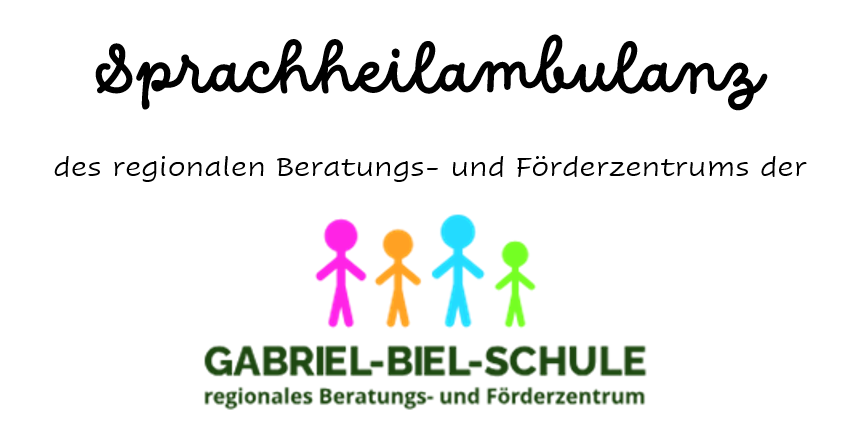 Sprachheilambulanz
des regionalen Beratungs- und Förderzentrums der
GABRIEL-BIEL-SCHULE
regionales Beratungs- und Förderzentrum